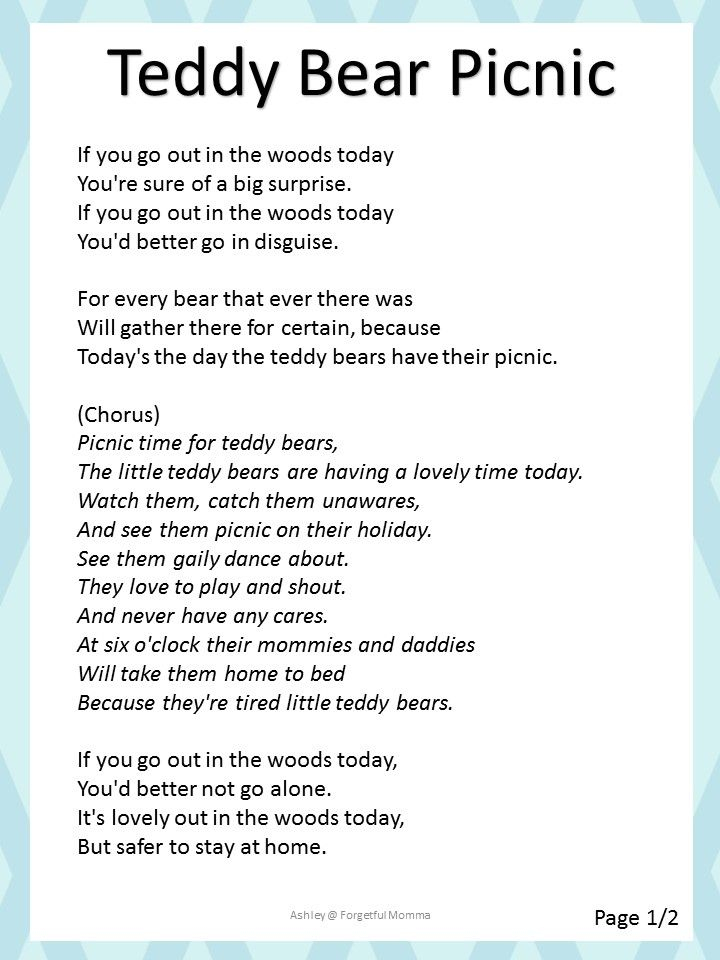 Teddy Bear Picnic
If you go out in the woods today
You're sure of a big surprise.
If you go out in the woods today
You'd better go in disguise.
For every bear that ever there was
Will gather there for certain, because
Today's the day the teddy bears have their picnic.
(Chorus)
Picnic time for teddy bears,
The little teddy bears are having a lovely time today.
Watch them, catch them unawares,
And see them picnic on their holiday.
See them gaily dance about.
They love to play and shout.
And never have any cares.
At six o'clock their mommies and daddies
Will take them home to bed
Because they're tired little teddy bears.
If you go out in the woods today,
You'd better not go alone.
It's lovely out in the woods today,
But safer to stay at home.
Ashley @ Forgetful Momma
Page 1/2